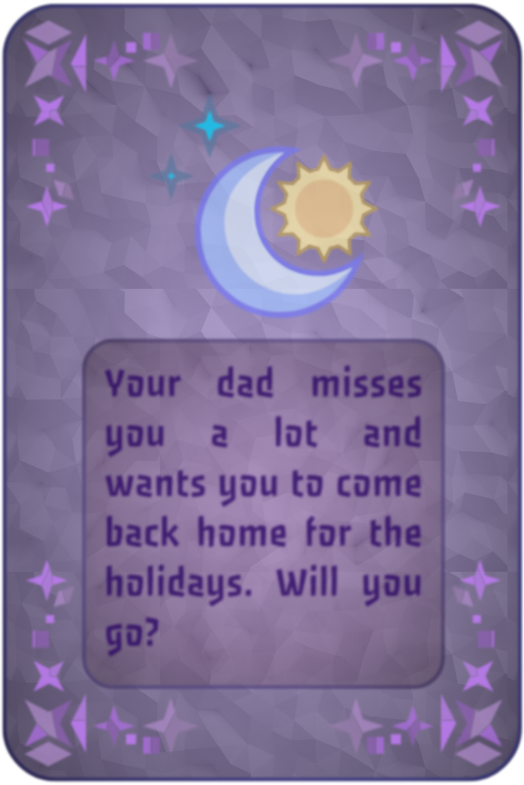 Your dad misses
you a lot and
wants you to come
back home for the
holidays. Will you
go?